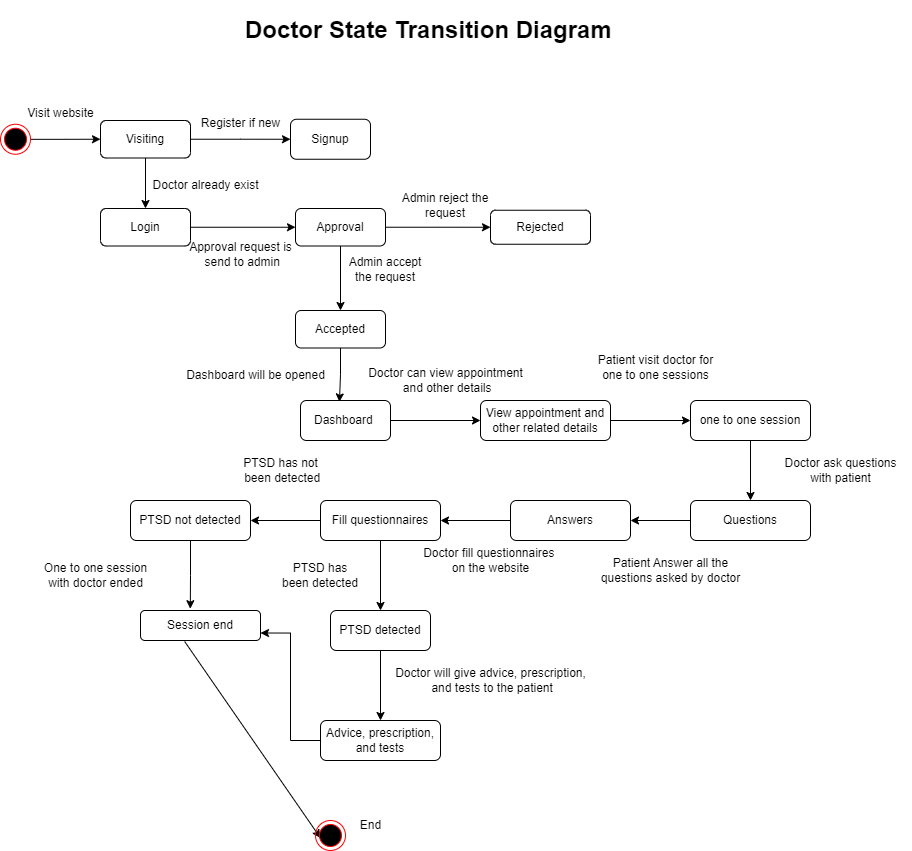 Doctor State Transition Diagram
Visit website
Register if new
Visiting
Signup
Doctor already exist
Admin reject the
request
Login
Approval
Rejected
Approval request is
send to admin
Admin accept
the request
Accepted
Dashboard will be opened
Doctor can view appointment
and other details
Patient visit doctor for
one to one sessions
Dashboard
View appointment and
other related details
one to one session
PTSD has not
been detected
Doctor ask questions
with patient
PTSD not detected
Fill questionnaires
Answers
Questions
One to one session
with doctor ended
PTSD has
been detected
Doctor fill questionnaires
on the website
Patient Answer all the
questions asked by doctor
Session end
PTSD detected
Doctor will give advice, prescription,
and tests to the patient
Advice, prescription,
and tests
End